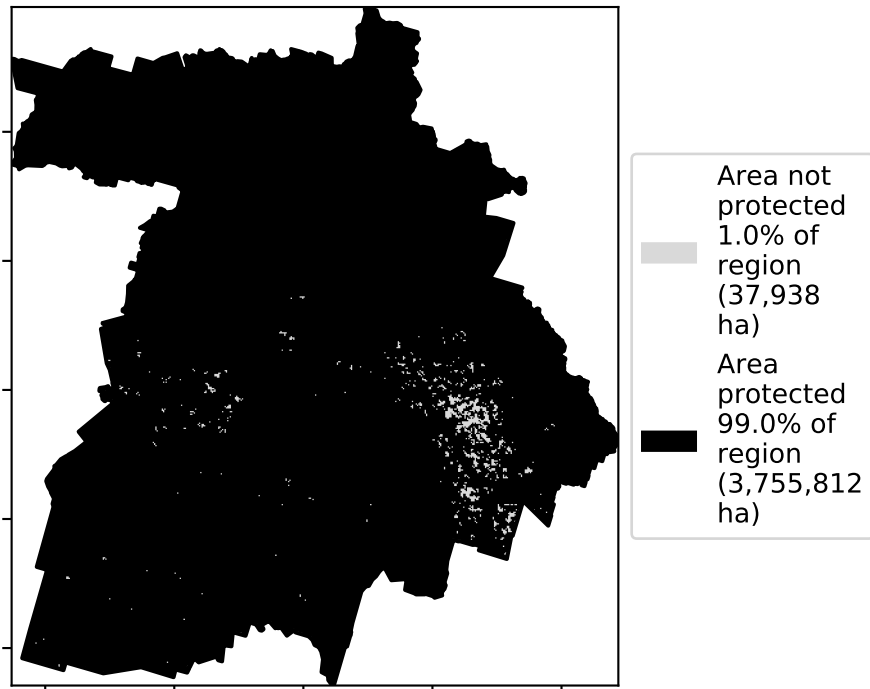 Area not
protected
1.0% of
region
(37,938
ha)
Area
protected
99.0% of
region
(3,755,812
ha)